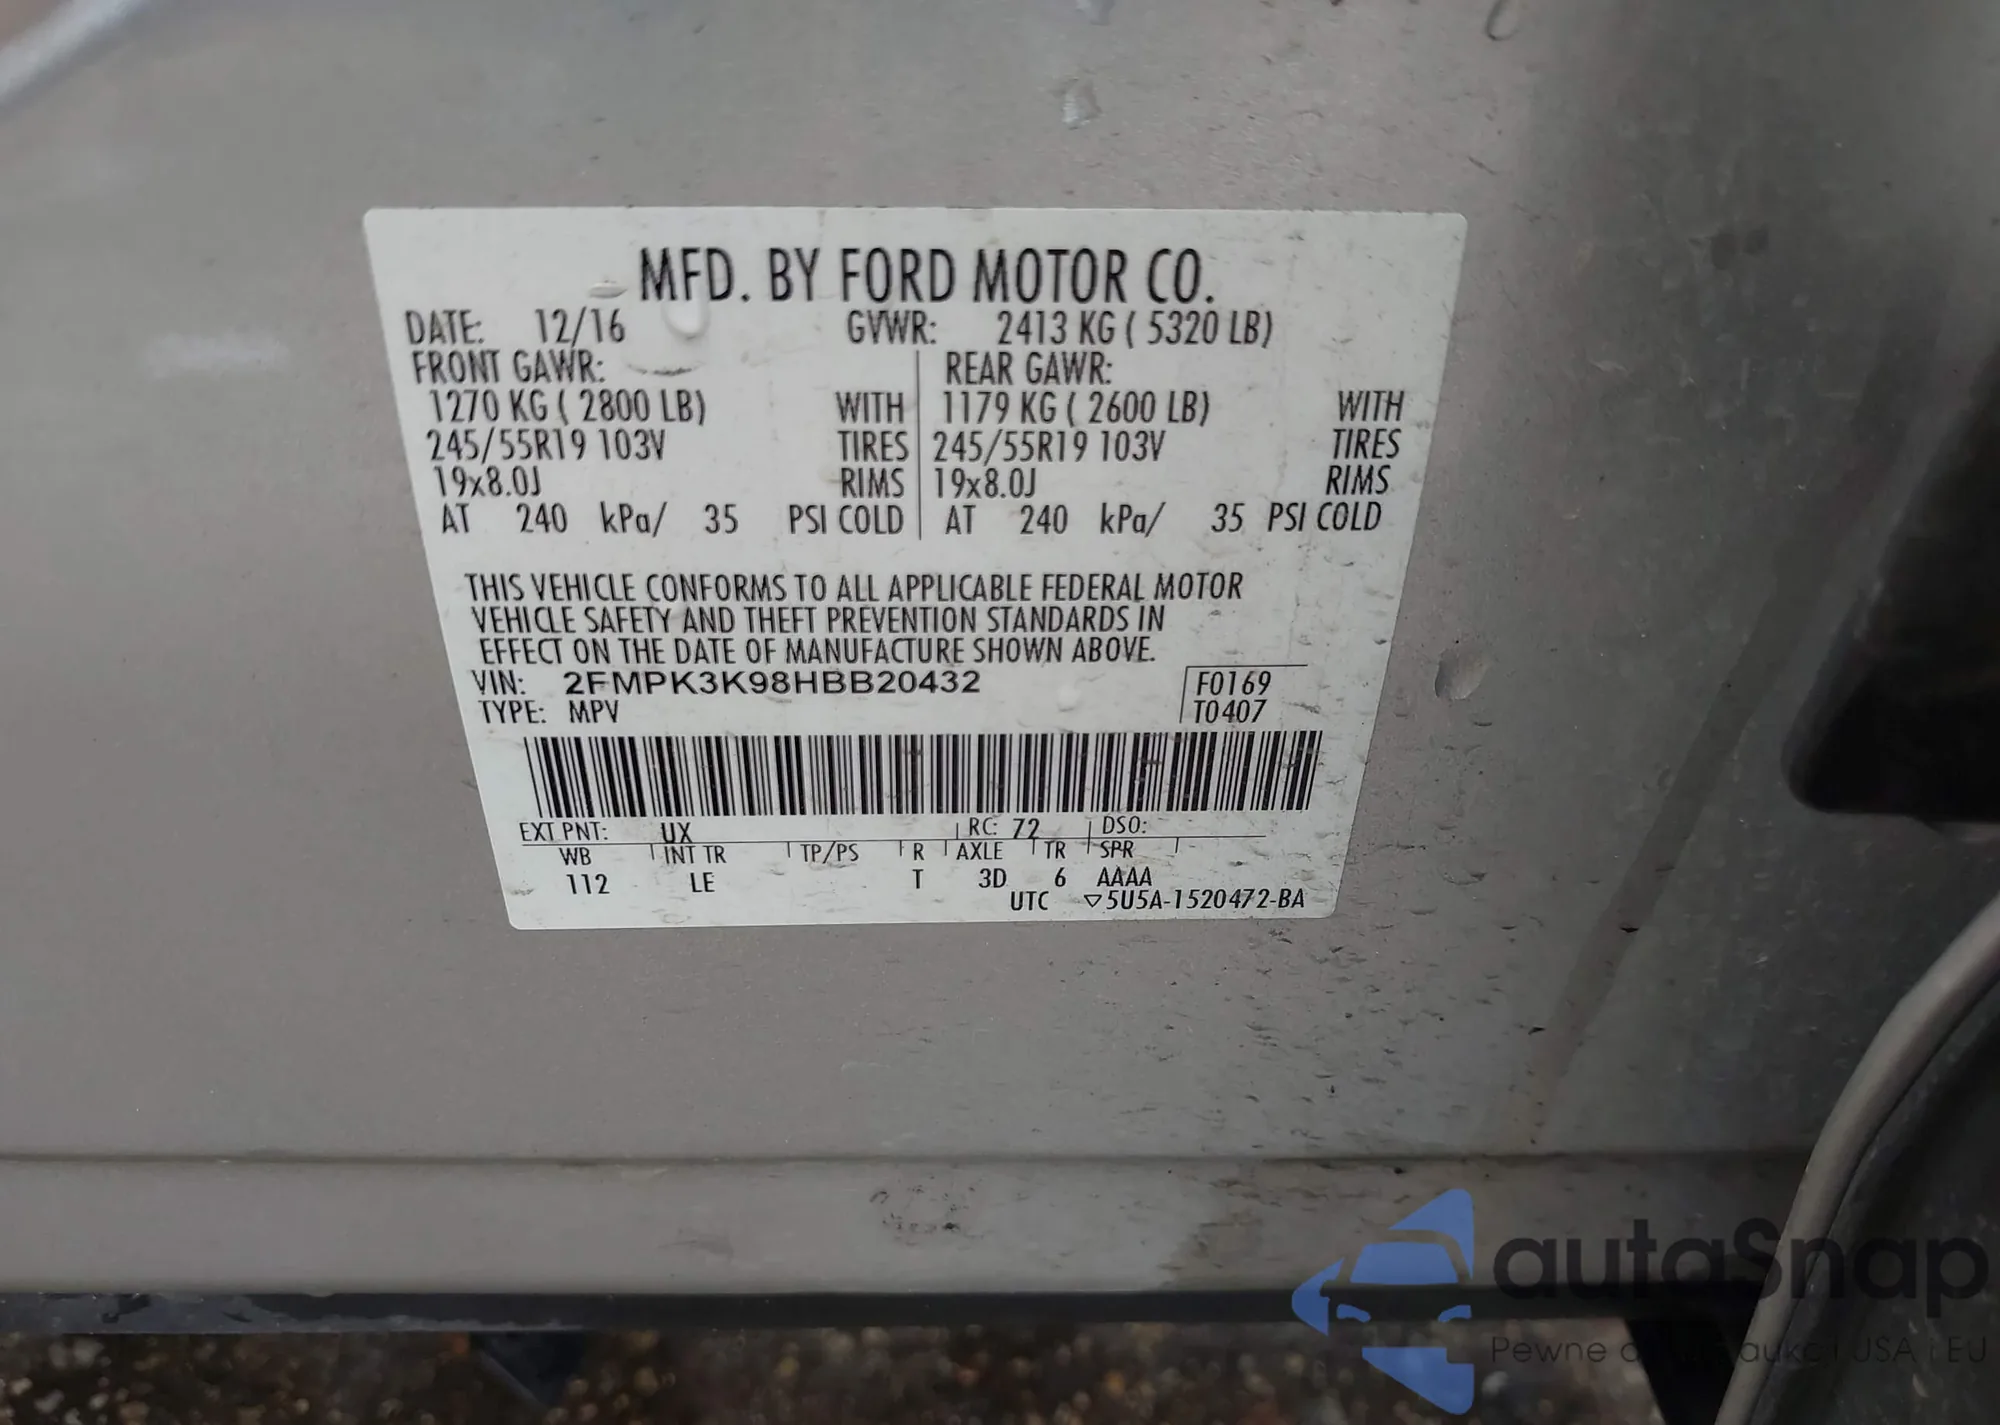 MFD. BY FORD MOTOR CO.
DATE: 12/16 GVWR: 2413 KG ( 5320 LB)
FRONT GAWR: REAR GAWR:
1270 KG ( 2800 LB) WITH 1179 KG ( 2600 LB) WITH
245/55R19 103V TIRES 245/55R19 103V TIRES
19x8.0J RIMS 19x8.0J RIMS
AT 240 kPa/ 35 PSI COLD AT 240 kPa/ 35 PSI COLD
THIS VEHICLE CONFORMS TO ALL APPLICABLE FEDERAL MOTOR
VEHICLE SAFETY AND THEFT PREVENTION STANDARDS IN
EFFECT ON THE DATE OF MANUFACTURE SHOWN ABOVE.
VIN: 2FMPK3K98HBB20432 F0169
TYPE: MPV T0407
EXT PNT: UX RC: 72 DSO:
WB INT TR TP/PS R AXLE TR SPR
112 LE T 3D 6 AAAA
UTC ▽5U5A-1520472-BA
autaSnap
Pewne USA i EU